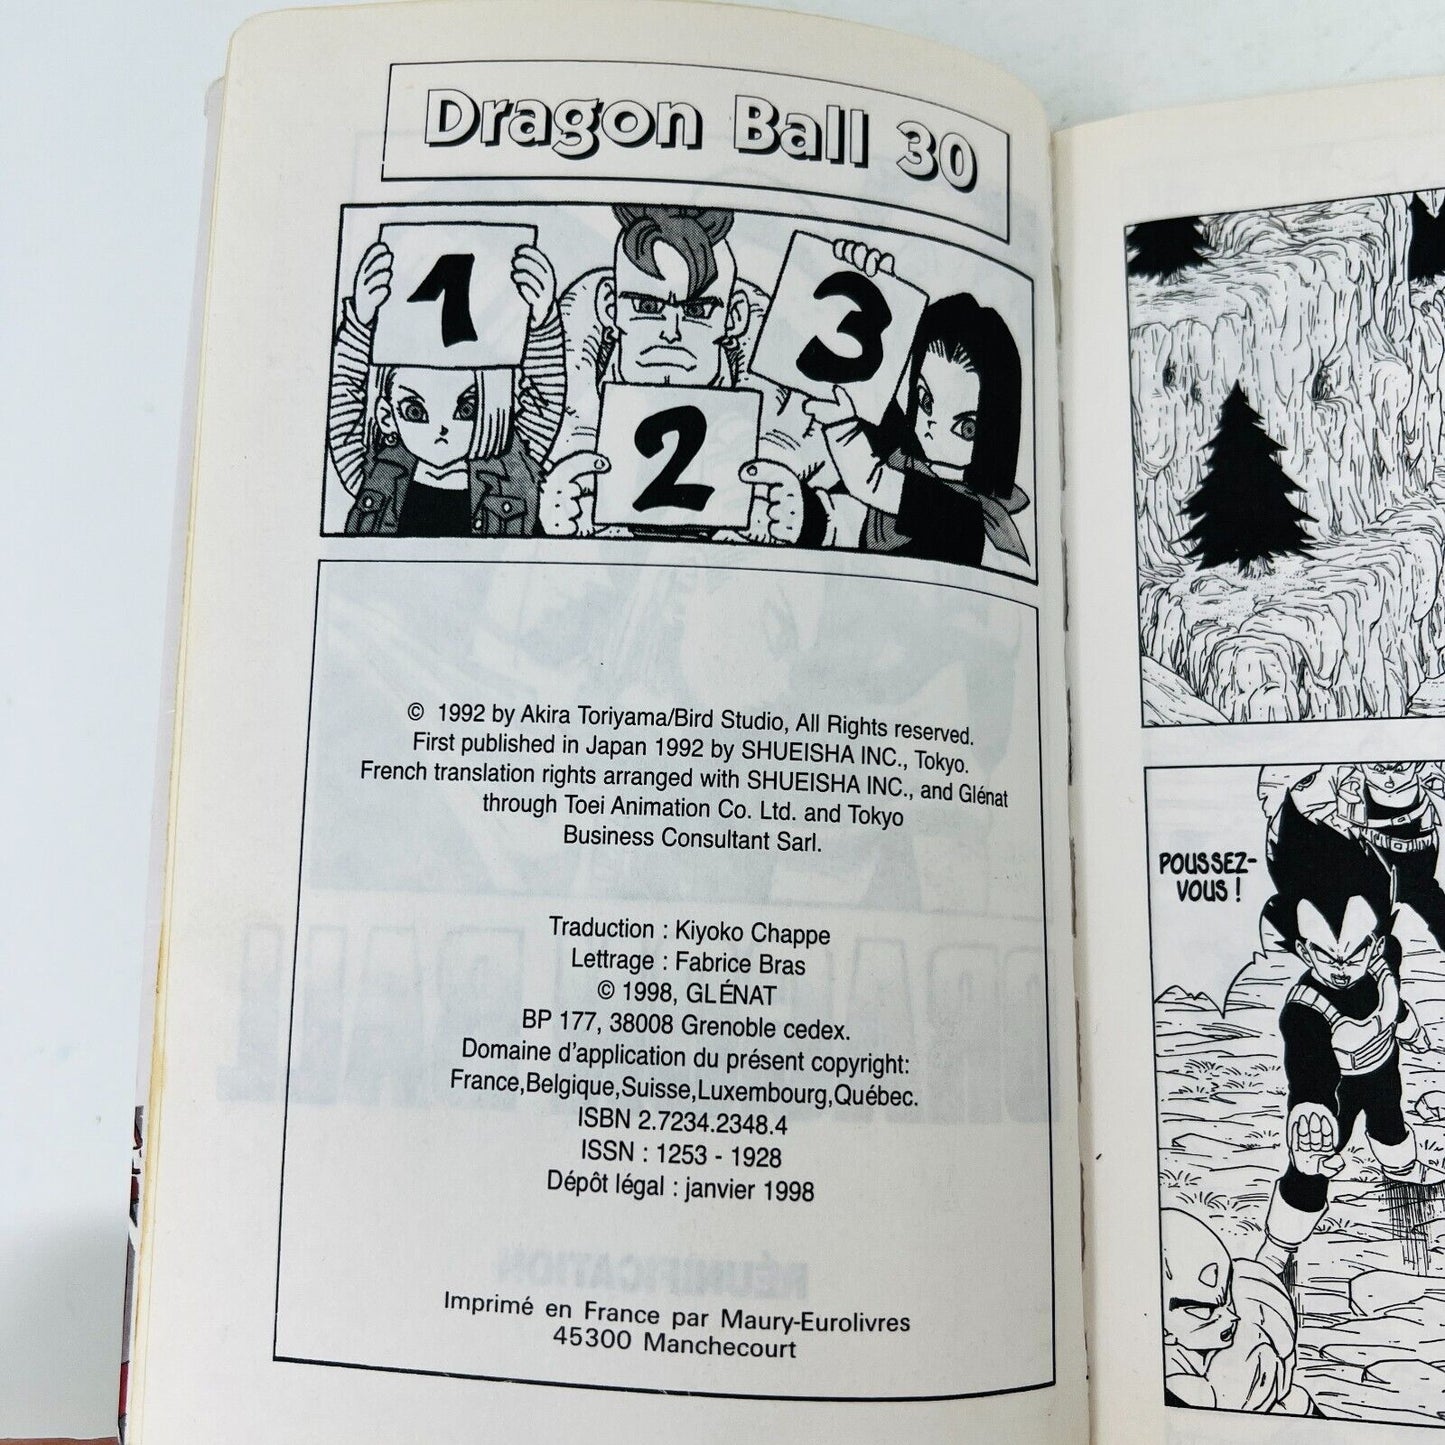 Dragon Ball 30
1
2
3
© 1992 by Akira Toriyama/Bird Studio, All Rights reserved.
First published in Japan 1992 by SHUEISHA INC., Tokyo.
French translation rights arranged with SHUEISHA INC., and Glénat
through Toei Animation Co. Ltd. and Tokyo
Business Consultant Sarl.
Traduction : Kiyoko Chappe
Lettrage : Fabrice Bras
© 1998, GLÉNAT
BP 177, 38008 Grenoble cedex.
Domaine d'application du présent copyright:
France,Belgique,Suisse,Luxembourg,Québec.
ISBN 2.7234.2348.4
ISSN : 1253 - 1928
Dépôt légal : janvier 1998
RÉUNIFICATION
Imprimé en France par Maury-Eurolivres
45300 Manchecourt
POUSSEZ-
VOUS !